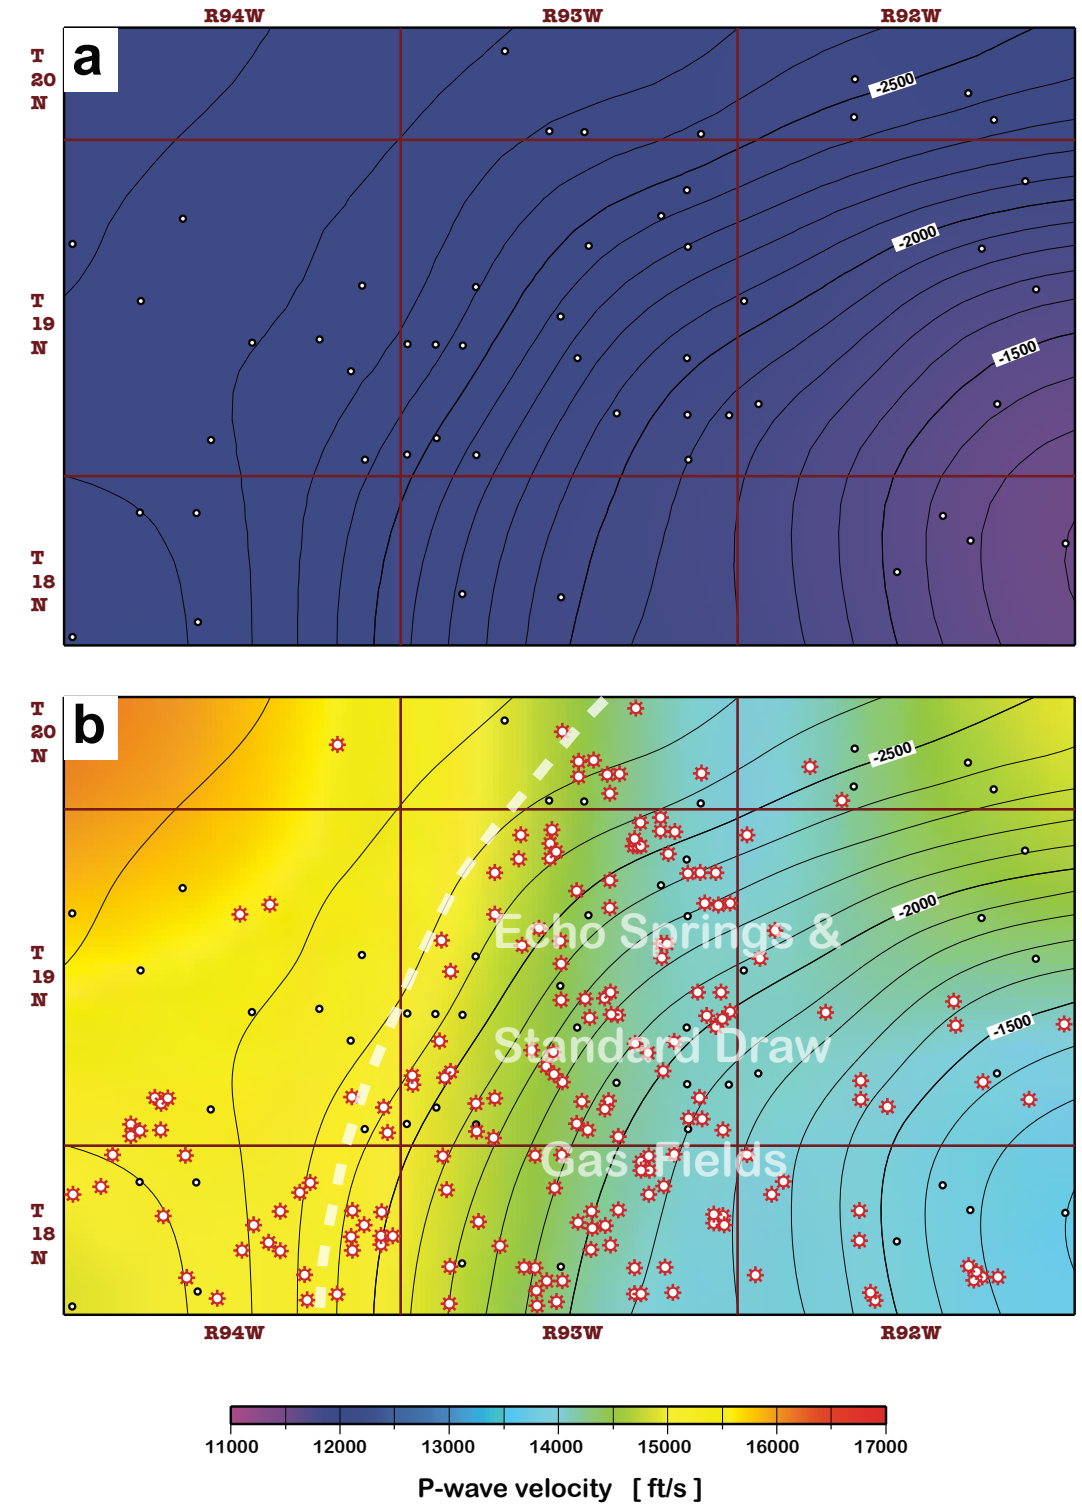 R94W R93W R92W
a
T
20
N
-2500
-2000
T
19
N
-1500
T
18
N
b
T
20
N
-2500
-2000
Echo Springs &
T
19
N
-1500
Standard Draw
Gas Fields
T
18
N
R94W R93W R92W
11000 12000 13000 14000 15000 16000 17000
P-wave velocity [ ft/s ]